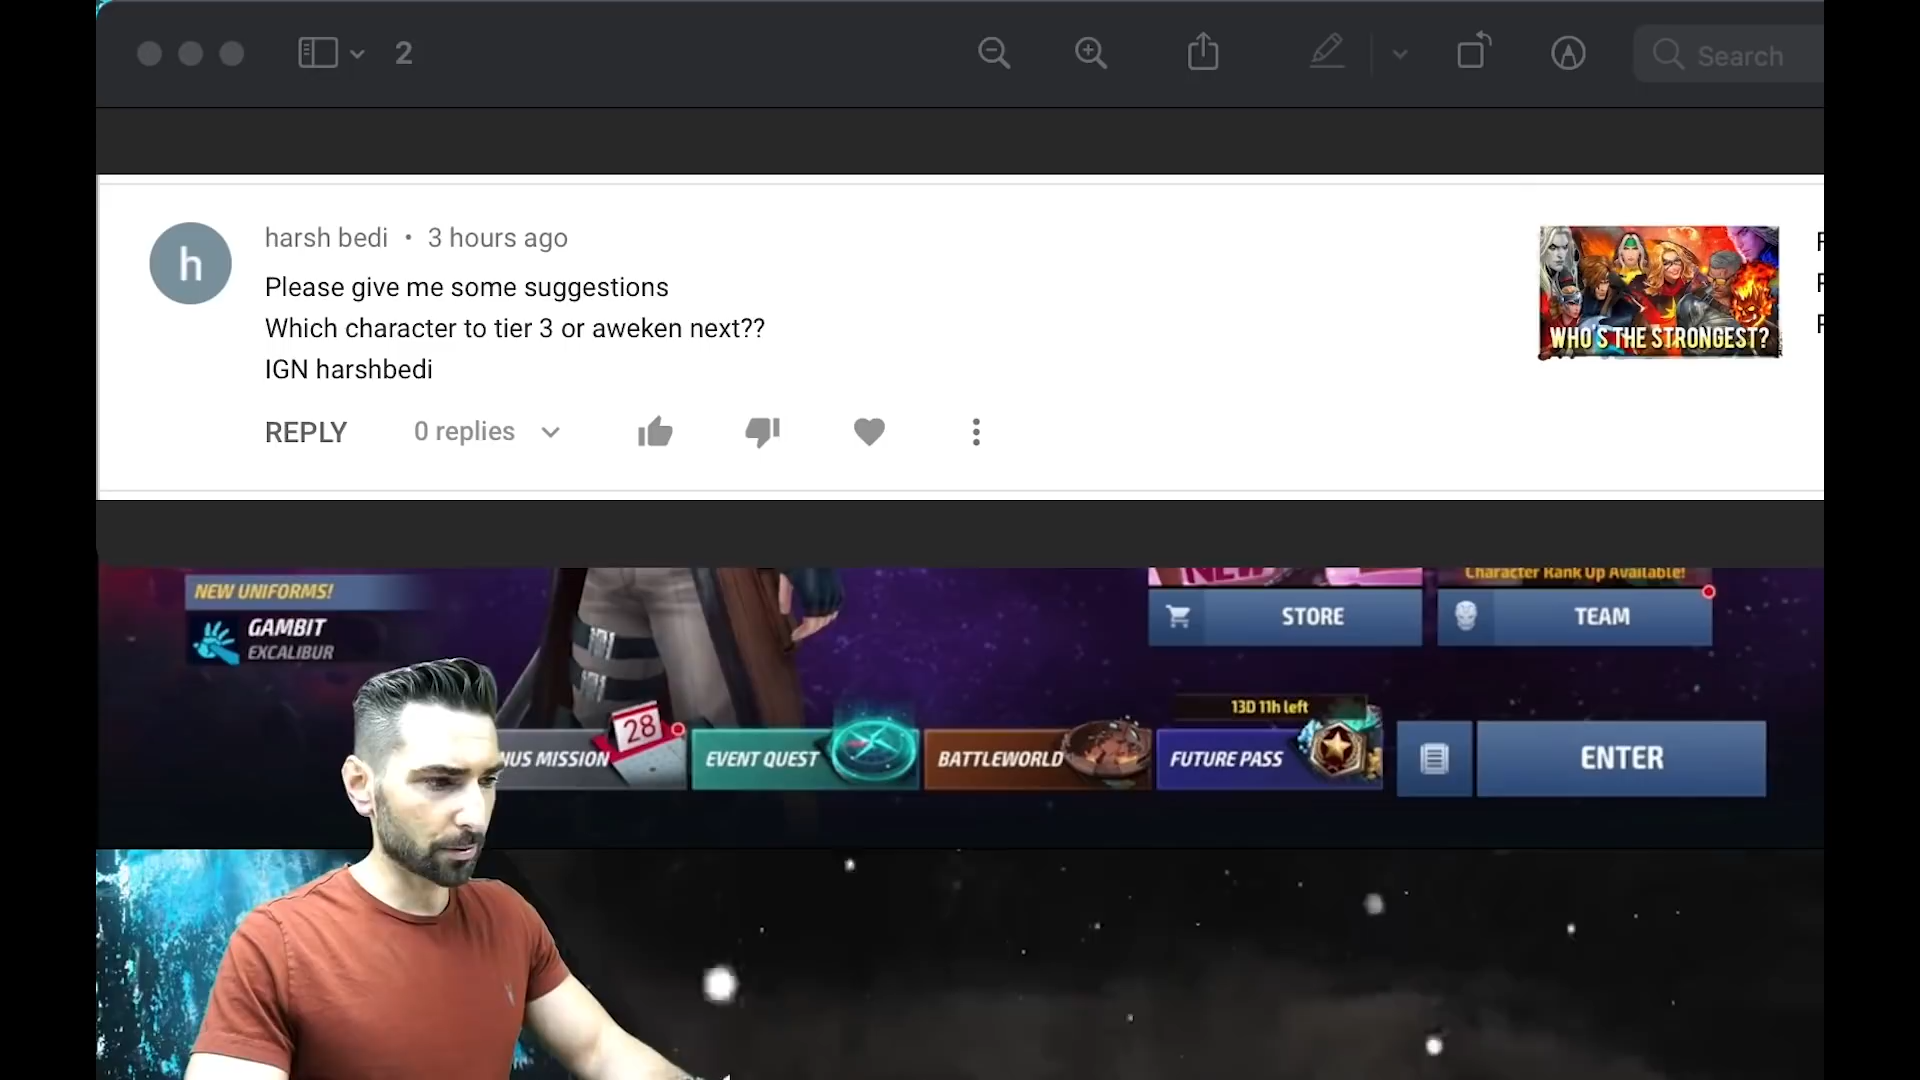 2
Search
h
harsh bedi • 3 hours ago
Please give me some suggestions
Which character to tier 3 or aweken next??
IGN harshbedi
REPLY
0 replies
WHO'S THE STRONGEST?
NEW UNIFORMS!
GAMBIT
EXCALIBUR
Character Rank Up Available!
STORE
TEAM
28
NUS MISSION
EVENT QUEST
BATTLEWORLD
13D 11h left
FUTURE PASS
ENTER